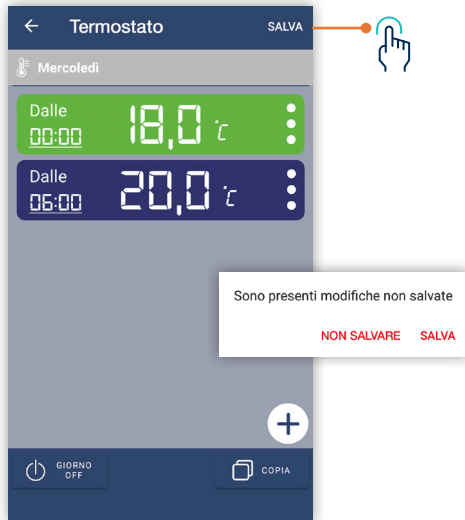 Termostato SALVA
Mercoledì
Dalle
00:00 18,0 °C
Dalle
06:00 20,0 °C
Sono presenti modifiche non salvate
NON SALVARE SALVA
GIORNO
OFF
COPIA